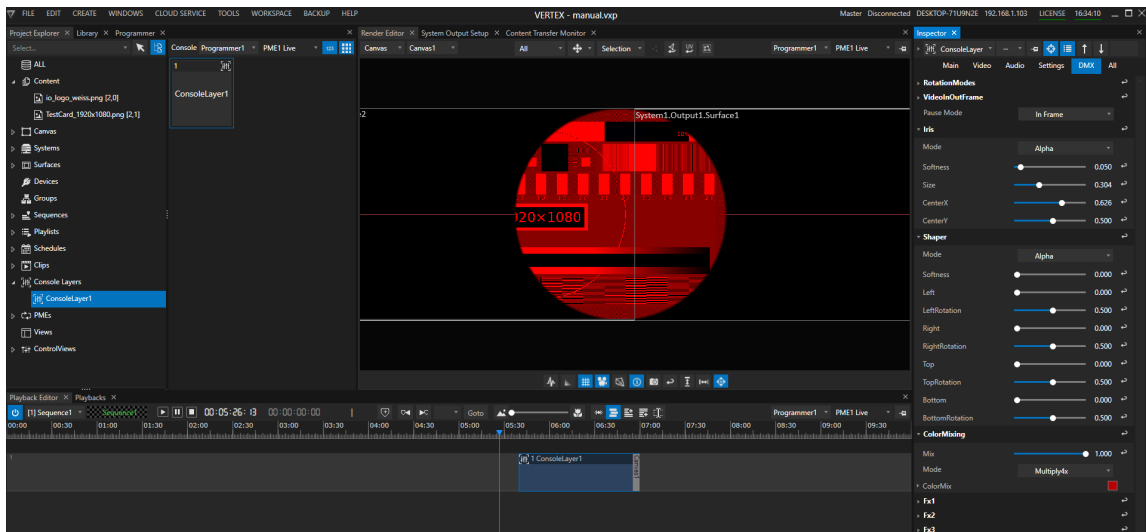 FILE EDIT CREATE WINDOWS CLOUD SERVICE TOOLS WORKSPACE BACKUP HELP
VERTEX - manual.vxp
Master Disconnected DESKTOP-71U9N2E 192.168.1.103 LICENSE 16:34:10
Project Explorer Library Programmer
Select...
ALL
Content
io_logo_weiss.png [2,0]
TestCard_1920x1080.png [2,1]
Canvas
Systems
Surfaces
Devices
Groups
Sequences
Playlists
Schedules
Clips
Console Layers
ConsoleLayer1
PMEs
Views
ControlViews
Console Programmer1 PME1 Live 123
1
ConsoleLayer1
Render Editor System Output Setup Content Transfer Monitor
Canvas Canvas1 All Selection UV Programmer1 PME1 Live
System1.Output1.Surface1
20×1080
Inspector
ConsoleLayer
Main Video Audio Settings DMX All
RotationModes
VideoInOutFrame
Pause Mode In Frame
Iris
Mode Alpha
Softness 0.050
Size 0.304
CenterX 0.626
CenterY 0.500
Shaper
Mode Alpha
Softness 0.000
Left 0.000
LeftRotation 0.500
Right 0.000
RightRotation 0.500
Top 0.000
TopRotation 0.500
Bottom 0.000
BottomRotation 0.500
ColorMixing
Mix 1.000
Mode Multiply4x
ColorMix
Fx1
Fx2
Fx3
Playback Editor Playbacks
[1] Sequence1 Sequence1 00:05:26:13 00:00:00:00 Goto Programmer1 PME1 Live
00:00 00:30 01:00 01:30 02:00 02:30 03:00 03:30 04:00 04:30 05:00 05:30 06:00 06:30 07:00 07:30 08:00 08:30 09:00 09:30
1
1 ConsoleLayer1